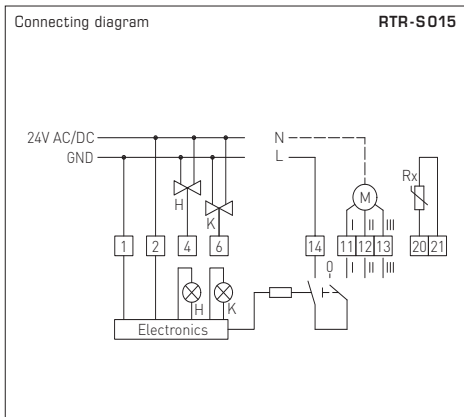 Connecting diagram RTR-S015
24V AC/DC N
GND L
Rx
H M
K I II III
1 2 4 6 14 11 12 13 20 21
0 I II III
H K
Electronics